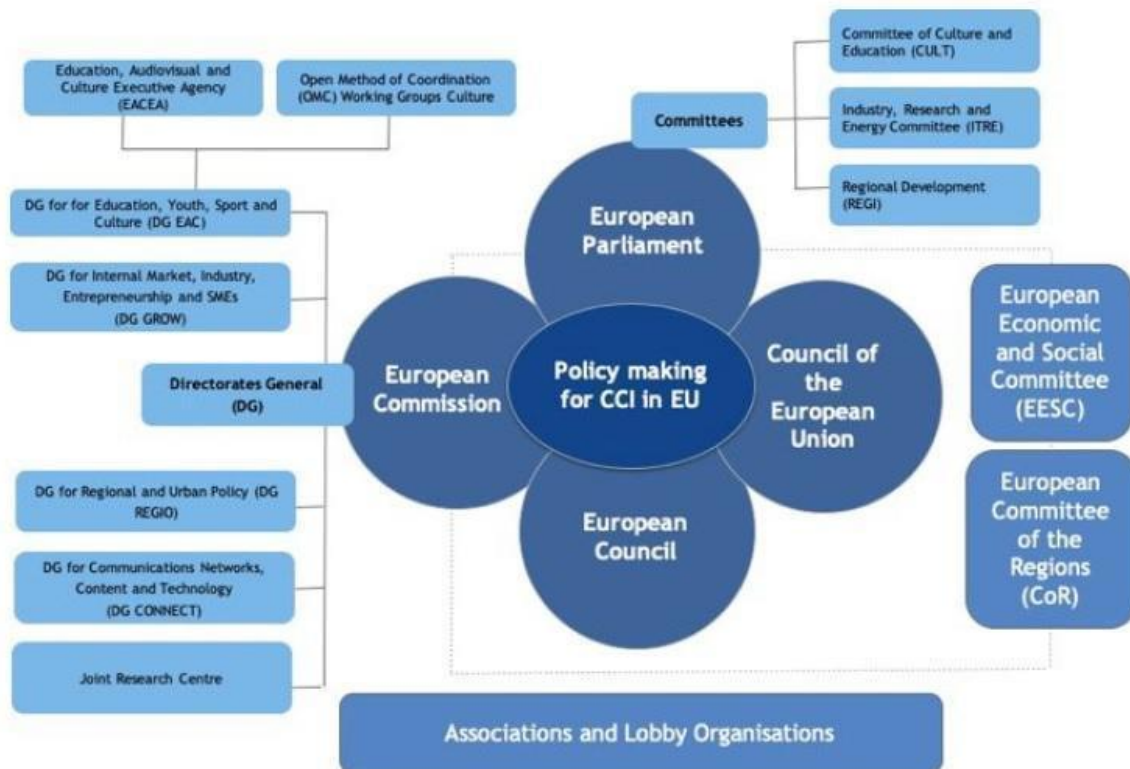 Education, Audiovisual and
Culture Executive Agency
(EACEA)
Open Method of Coordination
(OMC) Working Groups Culture
DG for for Education, Youth, Sport and
Culture (DG EAC)
DG for Internal Market, Industry,
Entrepreneurship and SMEs
(DG GROW)
Directorates General
(DG)
DG for Regional and Urban Policy (DG
REGIO)
DG for Communications Networks,
Content and Technology
(DG CONNECT)
Joint Research Centre
Committees
Committee of Culture and
Education (CULT)
Industry, Research and
Energy Committee (ITRE)
Regional Development
(REGI)
European
Parliament
European
Commission
Policy making
for CCI in EU
Council of
the
European
Union
European
Council
European
Economic
and Social
Committee
(EESC)
European
Committee
of the
Regions
(CoR)
Associations and Lobby Organisations